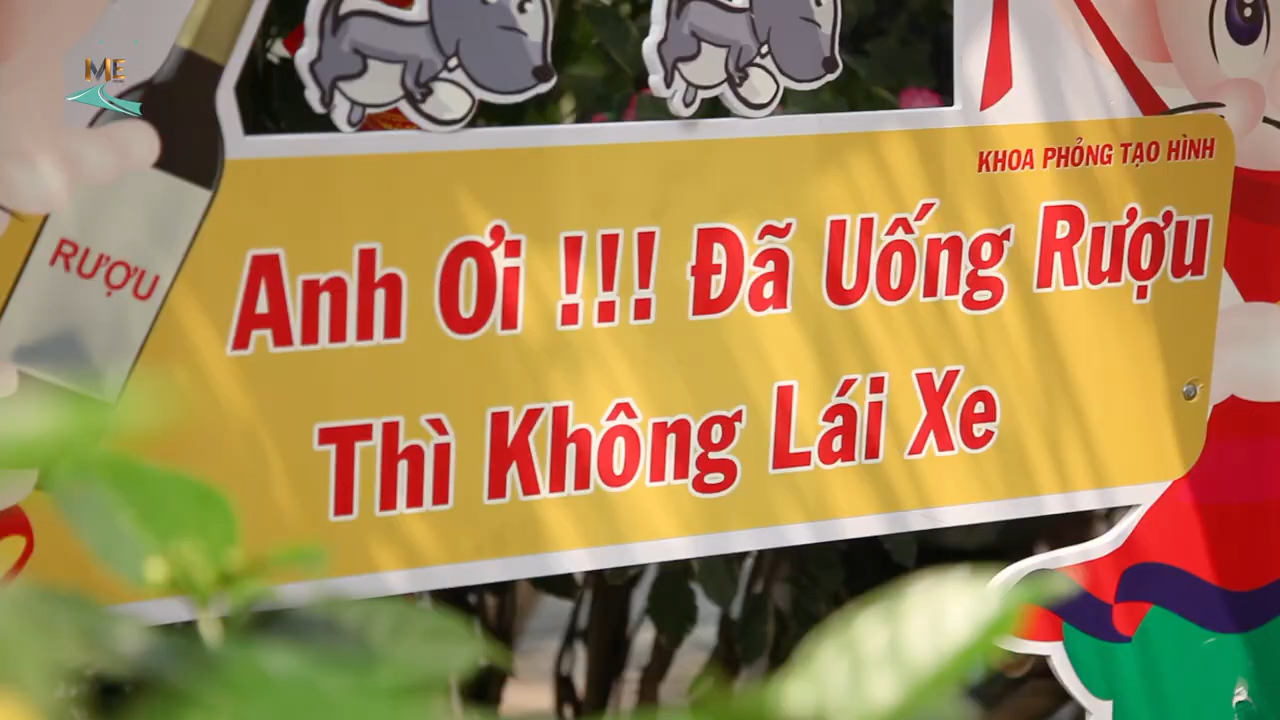 ME
KHOA PHỎNG TẠO HÌNH
RƯỢU
Anh Ơi !!! Đã Uống Rượu
Thì Không Lái Xe